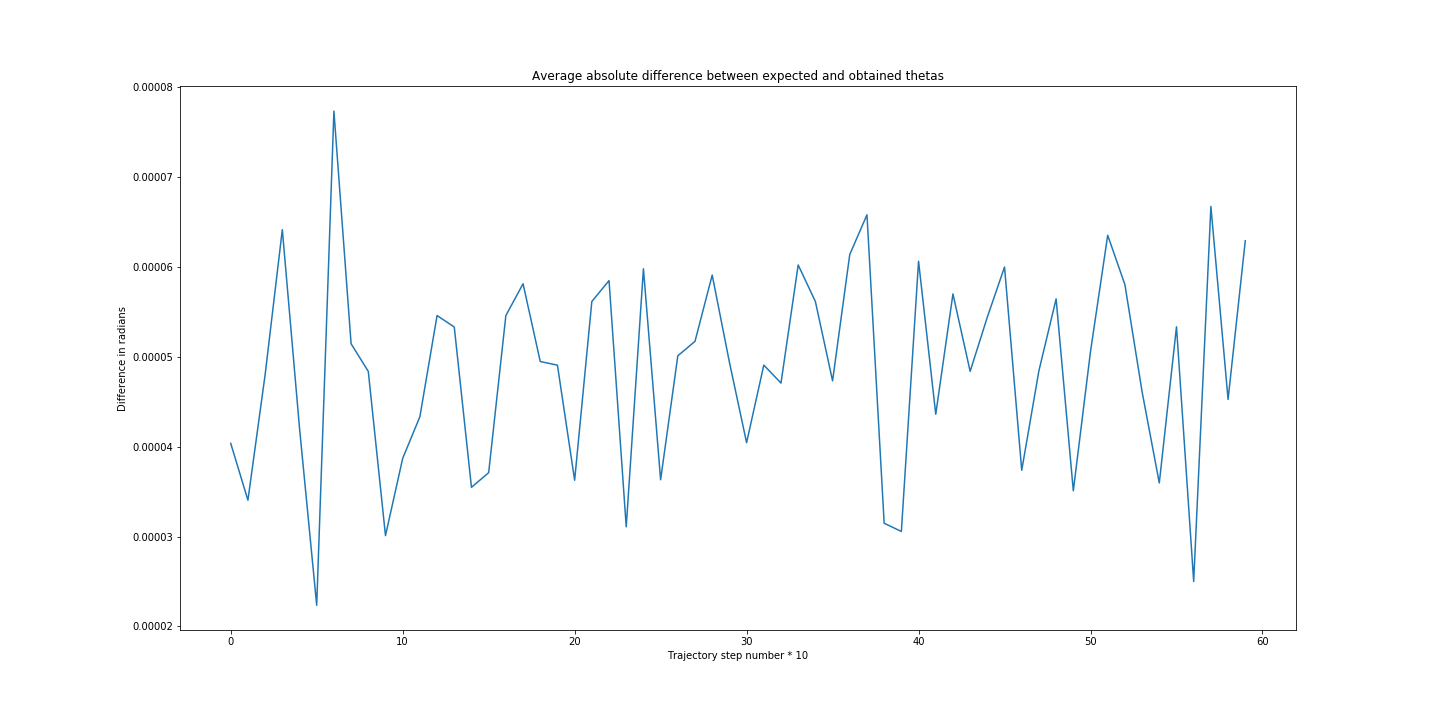 Average absolute difference between expected and obtained thetas
0.00008
0.00007
0.00006
0.00005
0.00004
0.00003
0.00002
Difference in radians
0 10 20 30 40 50 60
Trajectory step number * 10